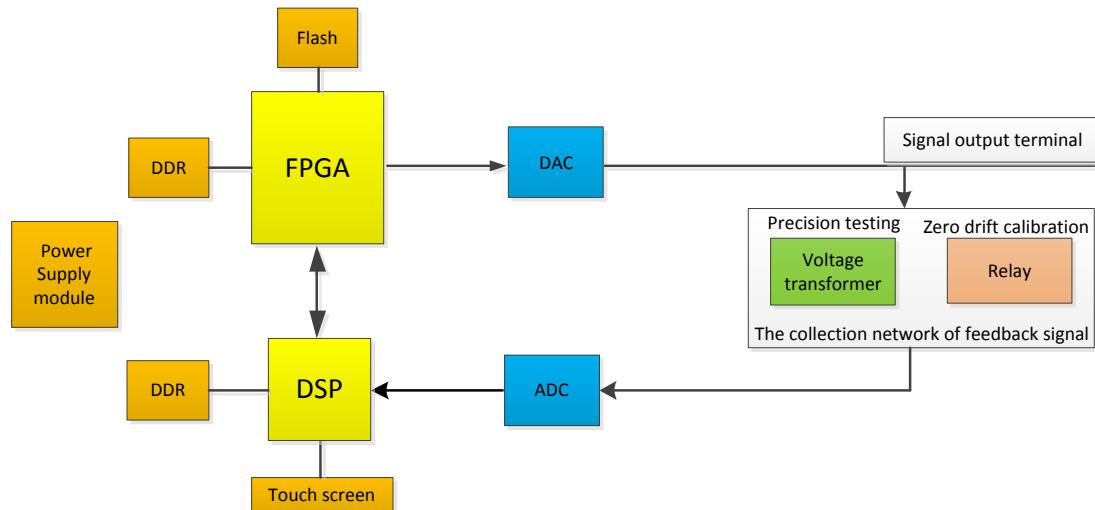 Flash
FPGA
DDR
DAC
Signal output terminal
Power
Supply
module
Precision testing
Zero drift calibration
Voltage
transformer
Relay
The collection network of feedback signal
DDR
DSP
ADC
Touch screen